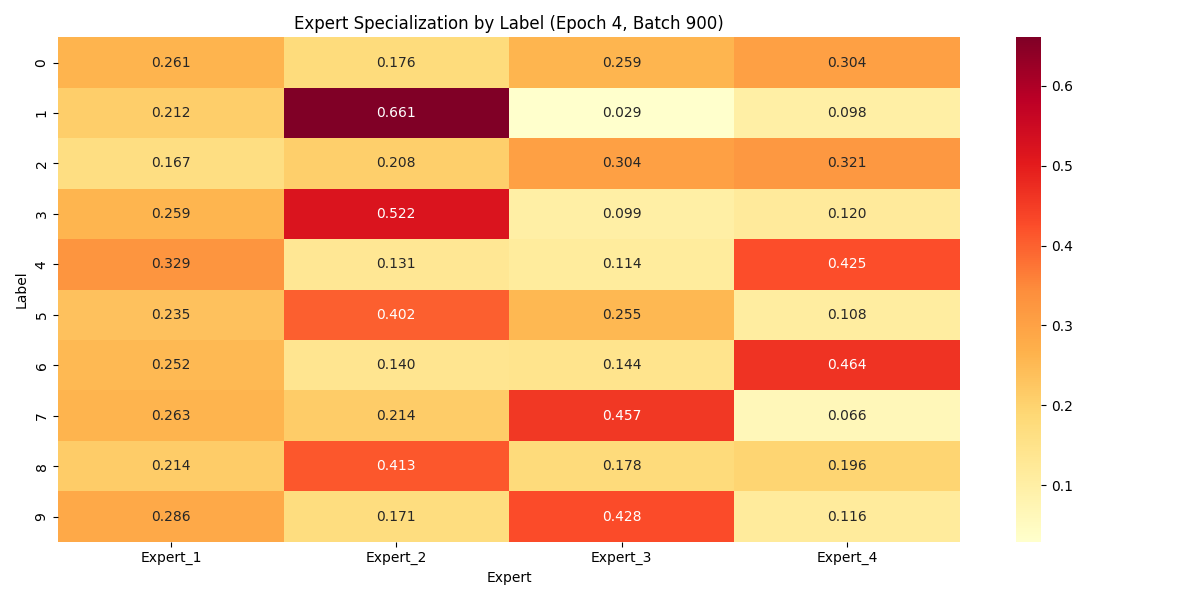 Expert Specialization by Label (Epoch 4, Batch 900)
0 0.261 0.176 0.259 0.304
1 0.212 0.661 0.029 0.098
2 0.167 0.208 0.304 0.321
3 0.259 0.522 0.099 0.120
4 0.329 0.131 0.114 0.425
5 0.235 0.402 0.255 0.108
6 0.252 0.140 0.144 0.464
7 0.263 0.214 0.457 0.066
8 0.214 0.413 0.178 0.196
9 0.286 0.171 0.428 0.116
Label
Expert_1 Expert_2 Expert_3 Expert_4
Expert
0.6
0.5
0.4
0.3
0.2
0.1